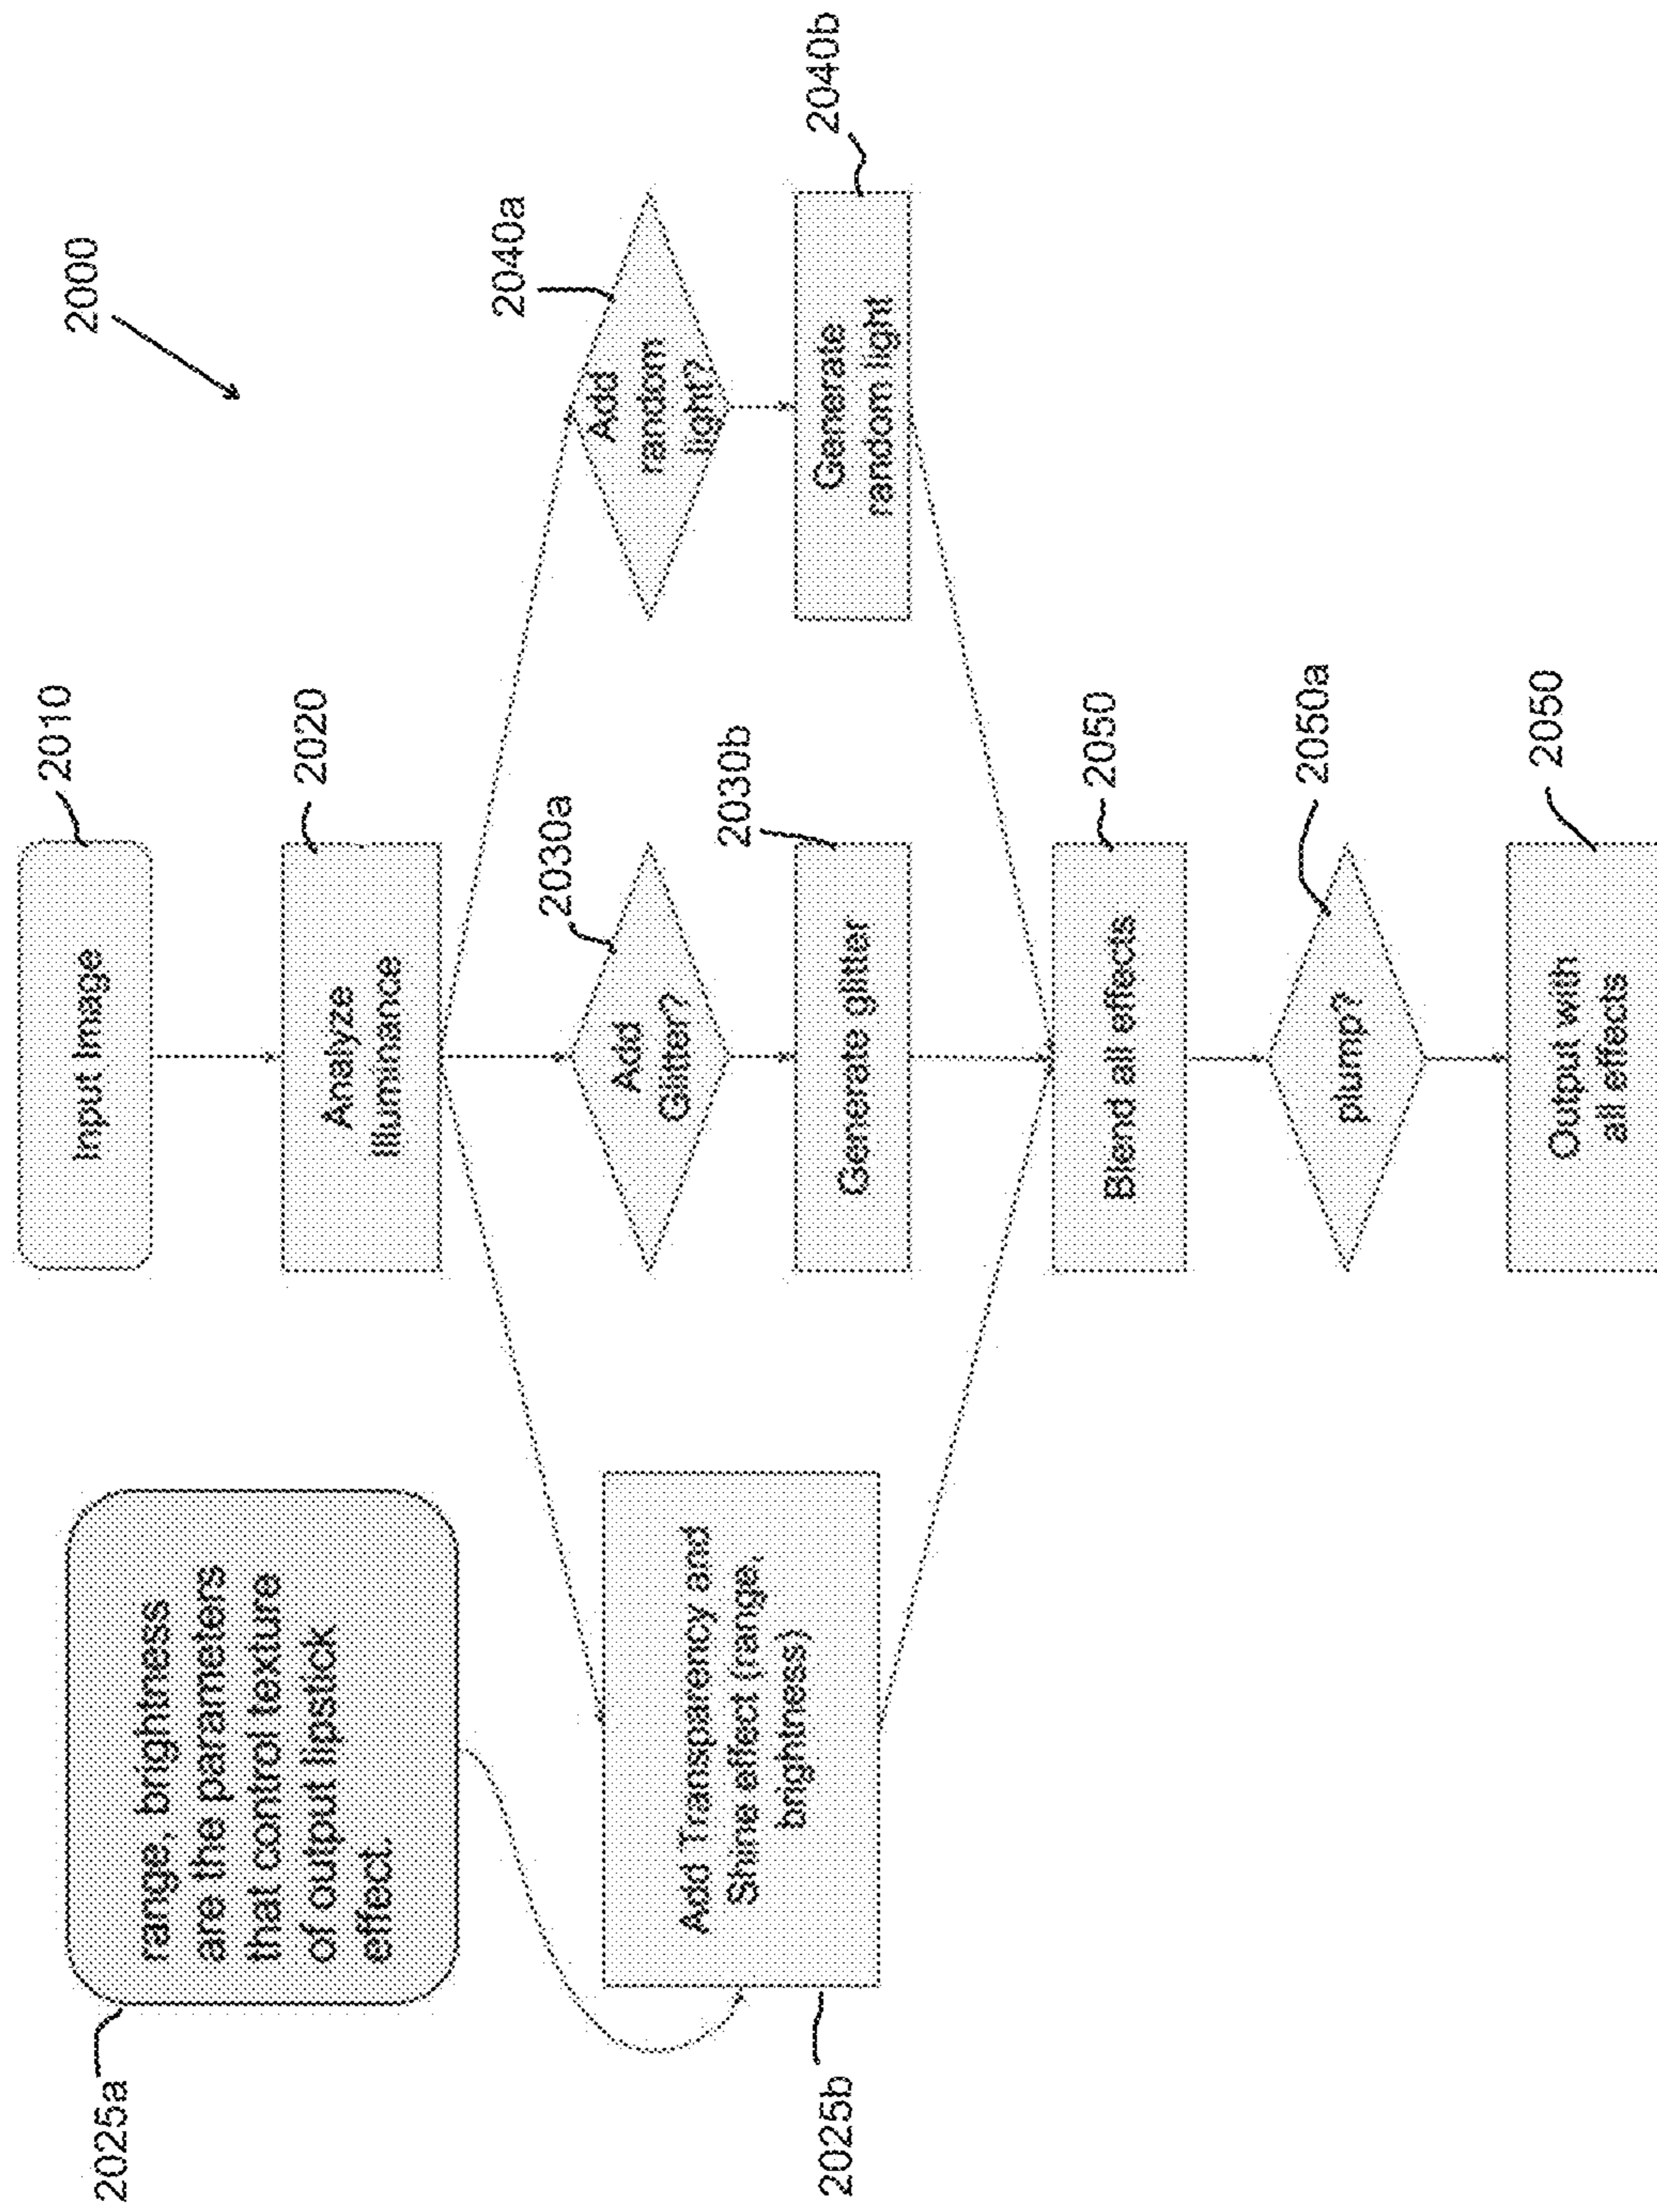 2000
Input Image
2010
range, brightness
are the parameters
that control texture
of output lipstick
effect.
2025a
Analyze
Illuminance
2020
Add Transparency and
Shine effect (range,
brightness)
2025b
Add
Glitter?
2030a
Add
random
light?
2040a
Generate glitter
2030b
Generate
random light
2040b
Blend all effects
2050
plump?
2050a
Output with
all effects
2050